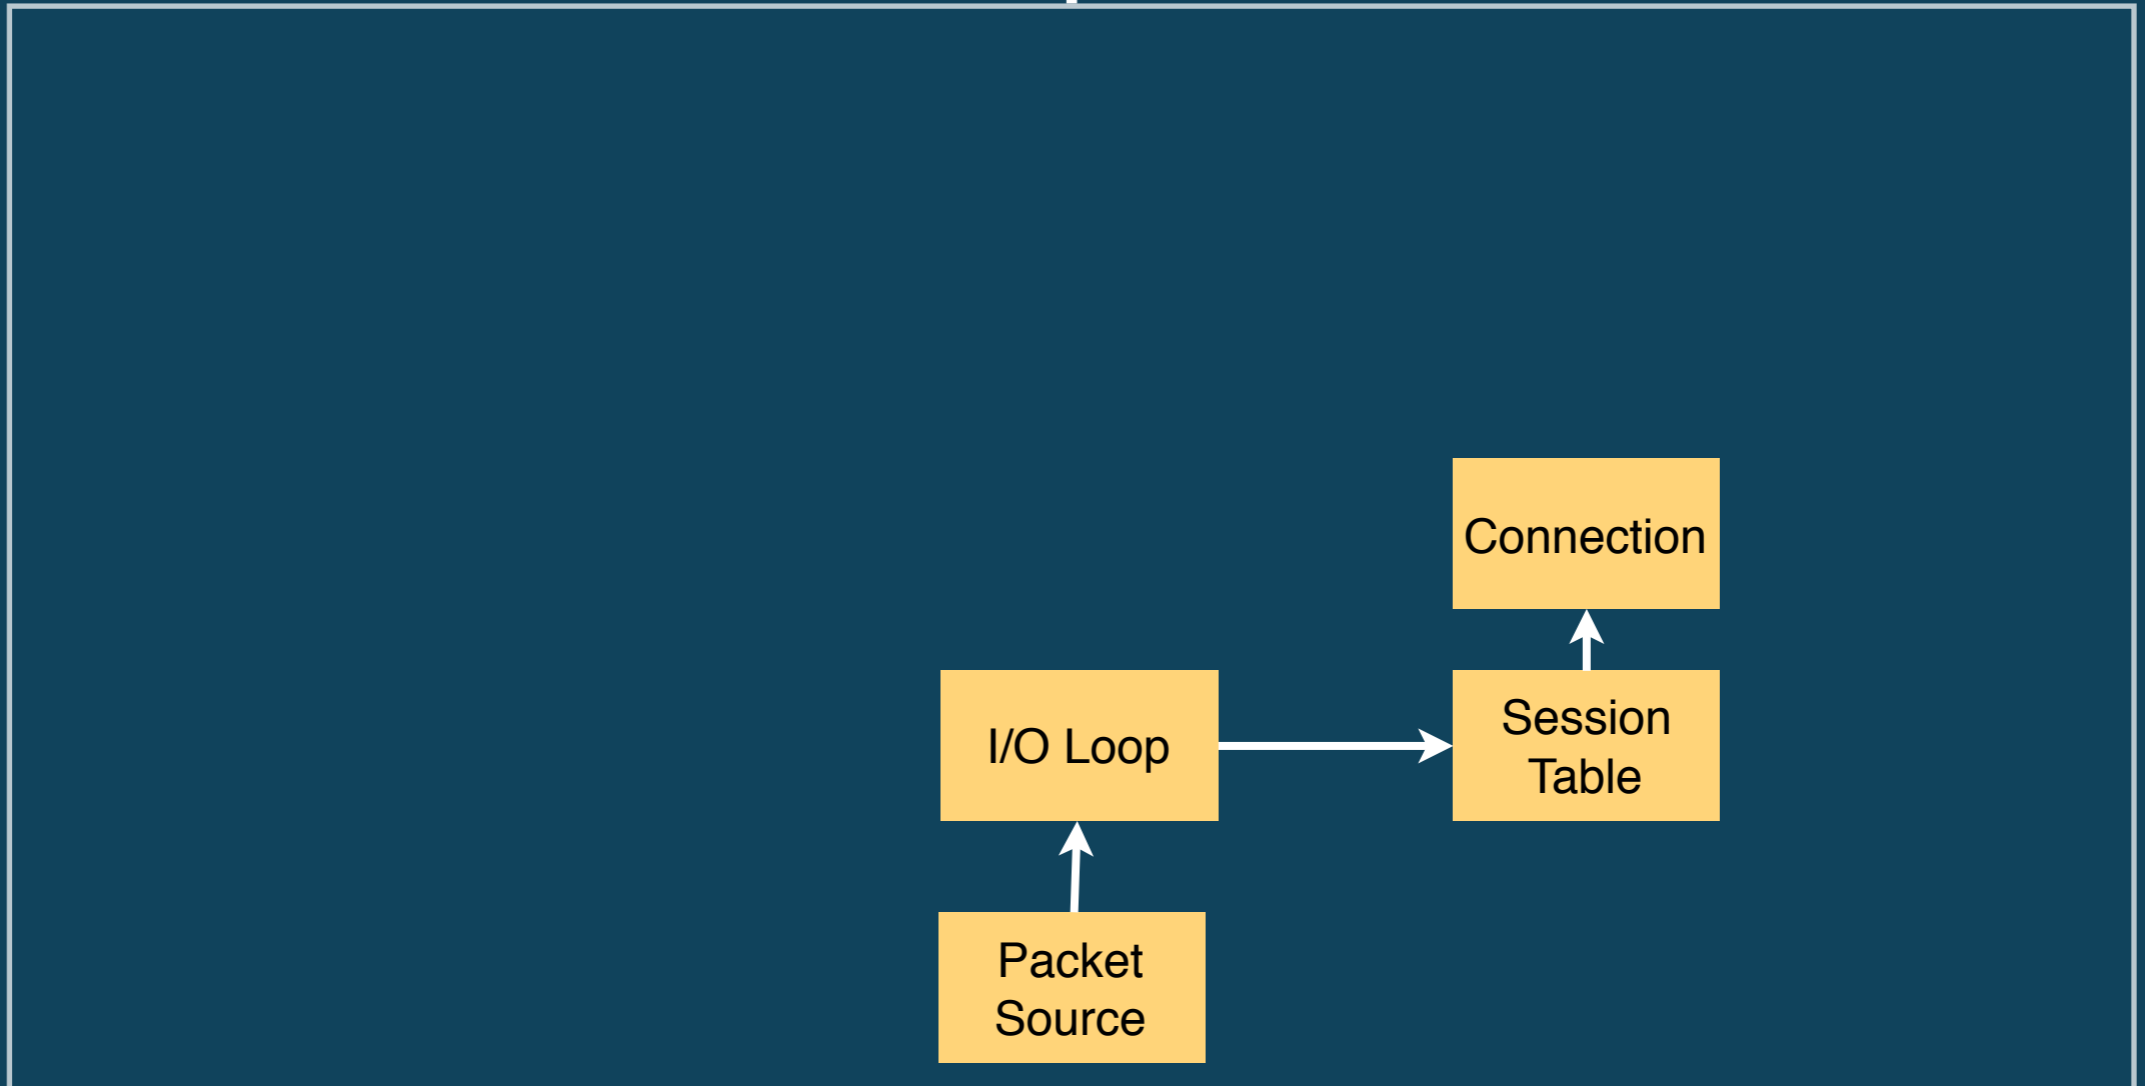 Connection
I/O Loop
Session
Table
Packet
Source